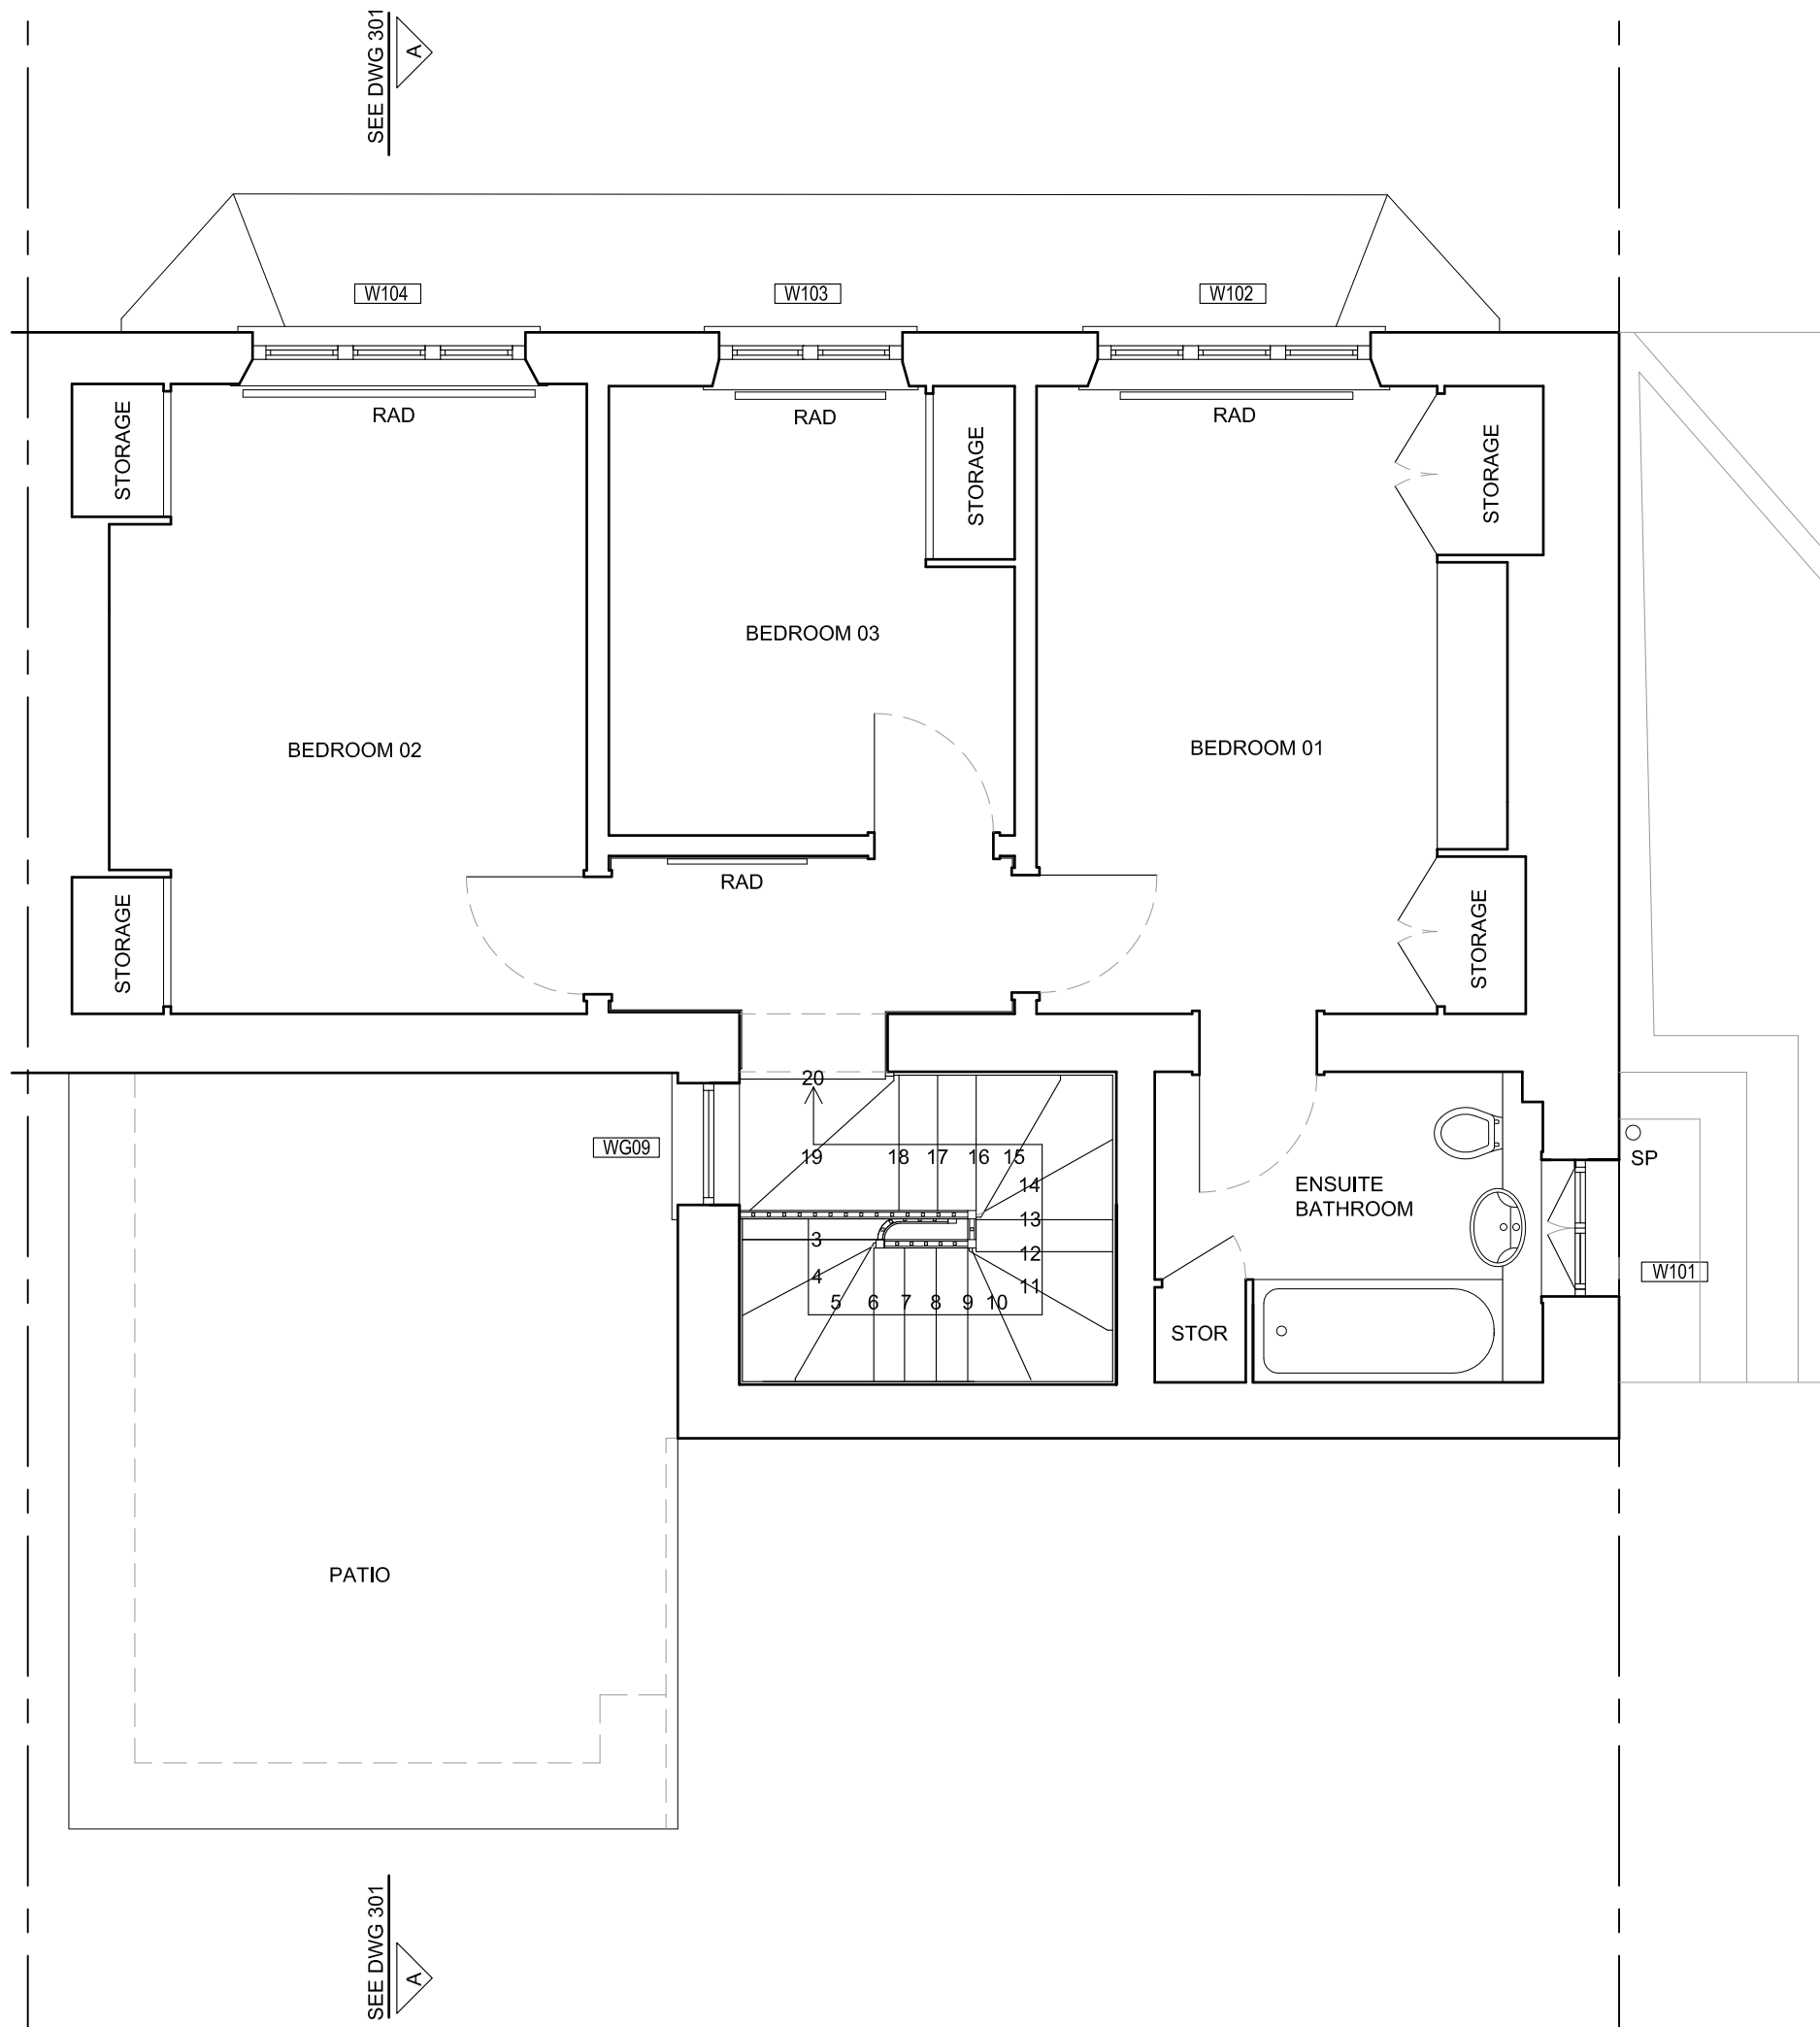 SEE DWG 301
A
W104
W103
W102
RAD
RAD
RAD
STORAGE
STORAGE
STORAGE
BEDROOM 03
BEDROOM 02
BEDROOM 01
RAD
STORAGE
STORAGE
20
WG09
19
18
17
16
15
14
13
12
11
10
9
8
7
6
5
4
3
ENSUITE
BATHROOM
SP
W101
STOR
PATIO
SEE DWG 301
A